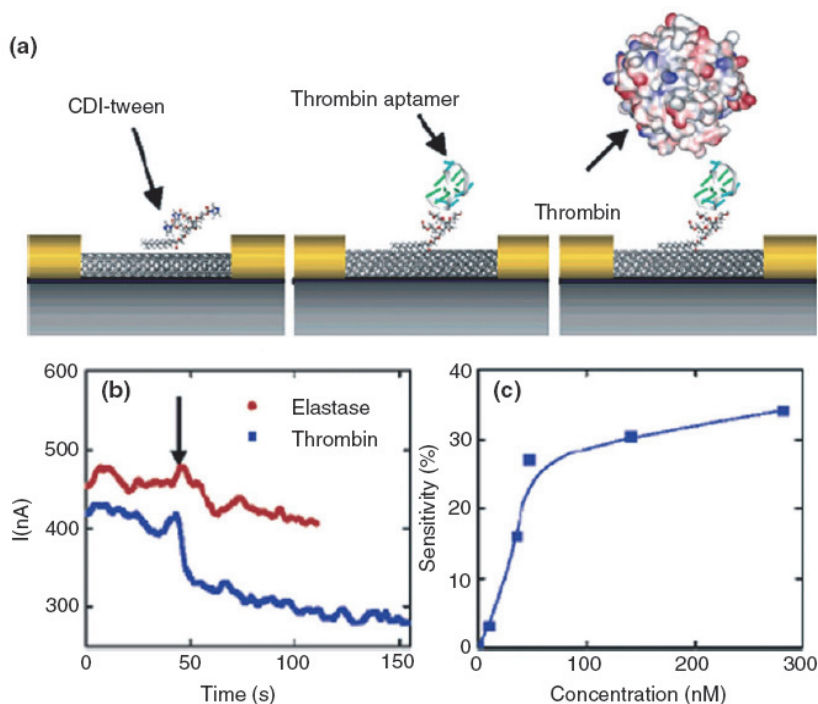 (a)
CDI-tween
Thrombin aptamer
Thrombin
(b)
600
500
400
300
I(nA)
0
50
100
150
Time (s)
Elastase
Thrombin
(c)
40
30
20
10
0
Sensitivity (%)
0
100
200
300
Concentration (nM)